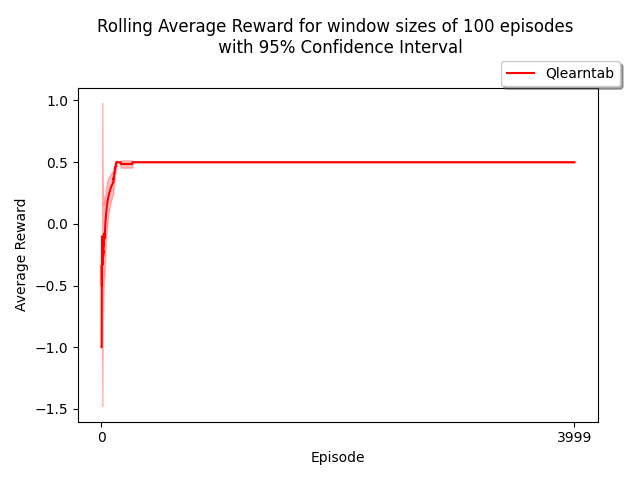 Rolling Average Reward for window sizes of 100 episodes
with 95% Confidence Interval
Qlearntab
1.0
0.5
0.0
−0.5
−1.0
−1.5
Average Reward
0
3999
Episode